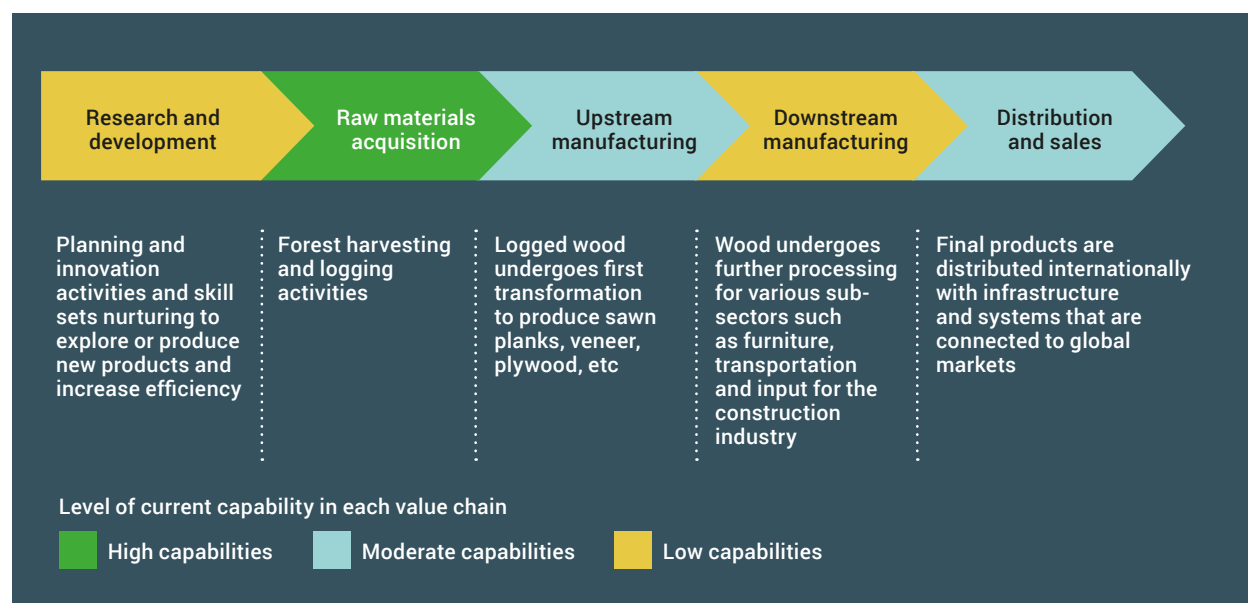 Research and
development
Raw materials
acquisition
Upstream
manufacturing
Downstream
manufacturing
Distribution
and sales
Planning and
innovation
activities and skill
sets nurturing to
explore or produce
new products and
increase efficiency
Forest harvesting
and logging
activities
Logged wood
undergoes first
transformation
to produce sawn
planks, veneer,
plywood, etc
Wood undergoes
further processing
for various sub-
sectors such
as furniture,
transportation
and input for the
construction
industry
Final products are
distributed internationally
with infrastructure
and systems that are
connected to global
markets
Level of current capability in each value chain
High capabilities
Moderate capabilities
Low capabilities